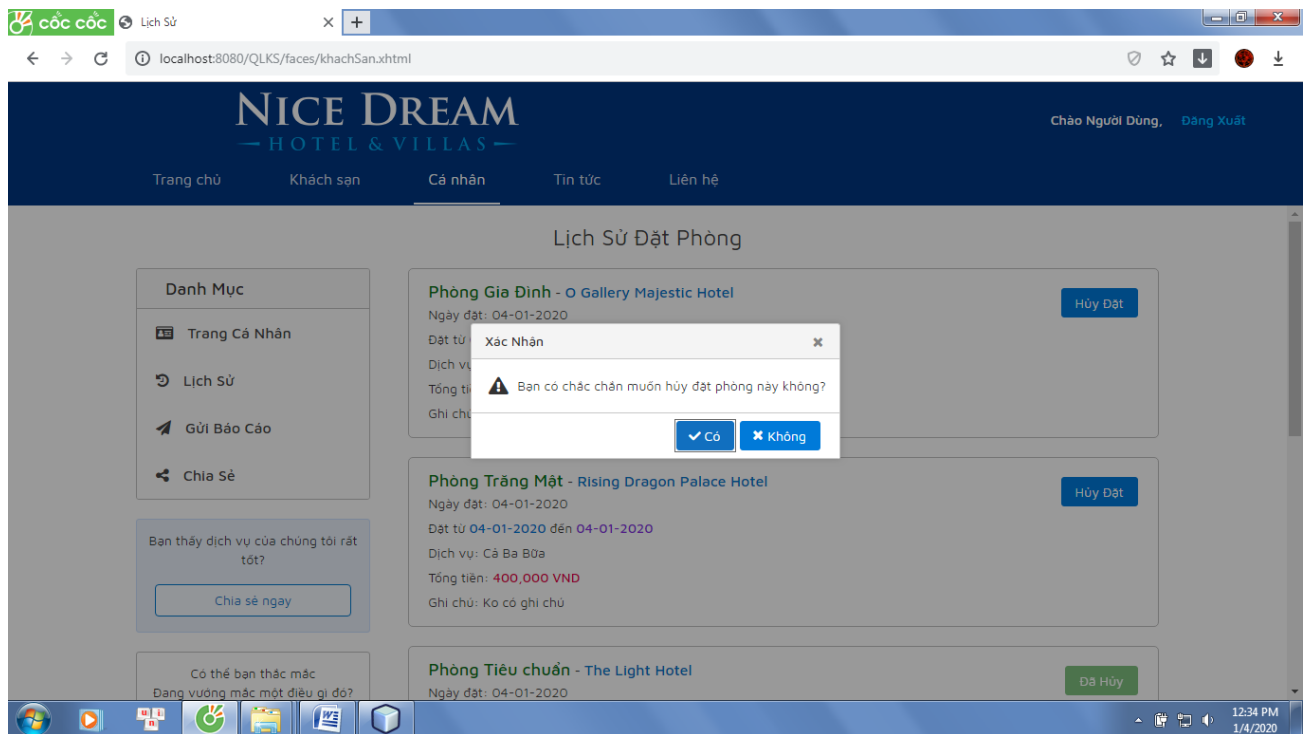 cốc cốc
Lịch Sử
localhost:8080/QLKS/faces/khachSan.xhtml
NICE DREAM
HOTEL & VILLAS
Chào Người Dùng, Đăng Xuất
Trang chủ Khách sạn Cá nhân Tin tức Liên hệ
Lịch Sử Đặt Phòng
Danh Mục
Trang Cá Nhân
Lịch Sử
Gửi Báo Cáo
Chia Sẻ
Bạn thấy dịch vụ của chúng tôi rất
tốt?
Chia sẻ ngay
Có thể bạn thắc mắc
Đang vướng mắc một điều gì đó?
Phòng Gia Đình - O Gallery Majestic Hotel
Hủy Đặt
Ngày đặt: 04-01-2020
Đặt từ
Dịch vụ
Tổng
Ghi
Xác Nhận
Bạn có chắc chắn muốn hủy đặt phòng này không?
Có Không
Phòng Trăng Mật - Rising Dragon Palace Hotel
Hủy Đặt
Ngày đặt: 04-01-2020
Đặt từ 04-01-2020 đến 04-01-2020
Dịch vụ: Cả Ba Bữa
Tổng tiền: 400,000 VND
Ghi chú: Ko có ghi chú
Phòng Tiêu chuẩn - The Light Hotel
Đã Hủy
Ngày đặt: 04-01-2020
12:34 PM
1/4/2020